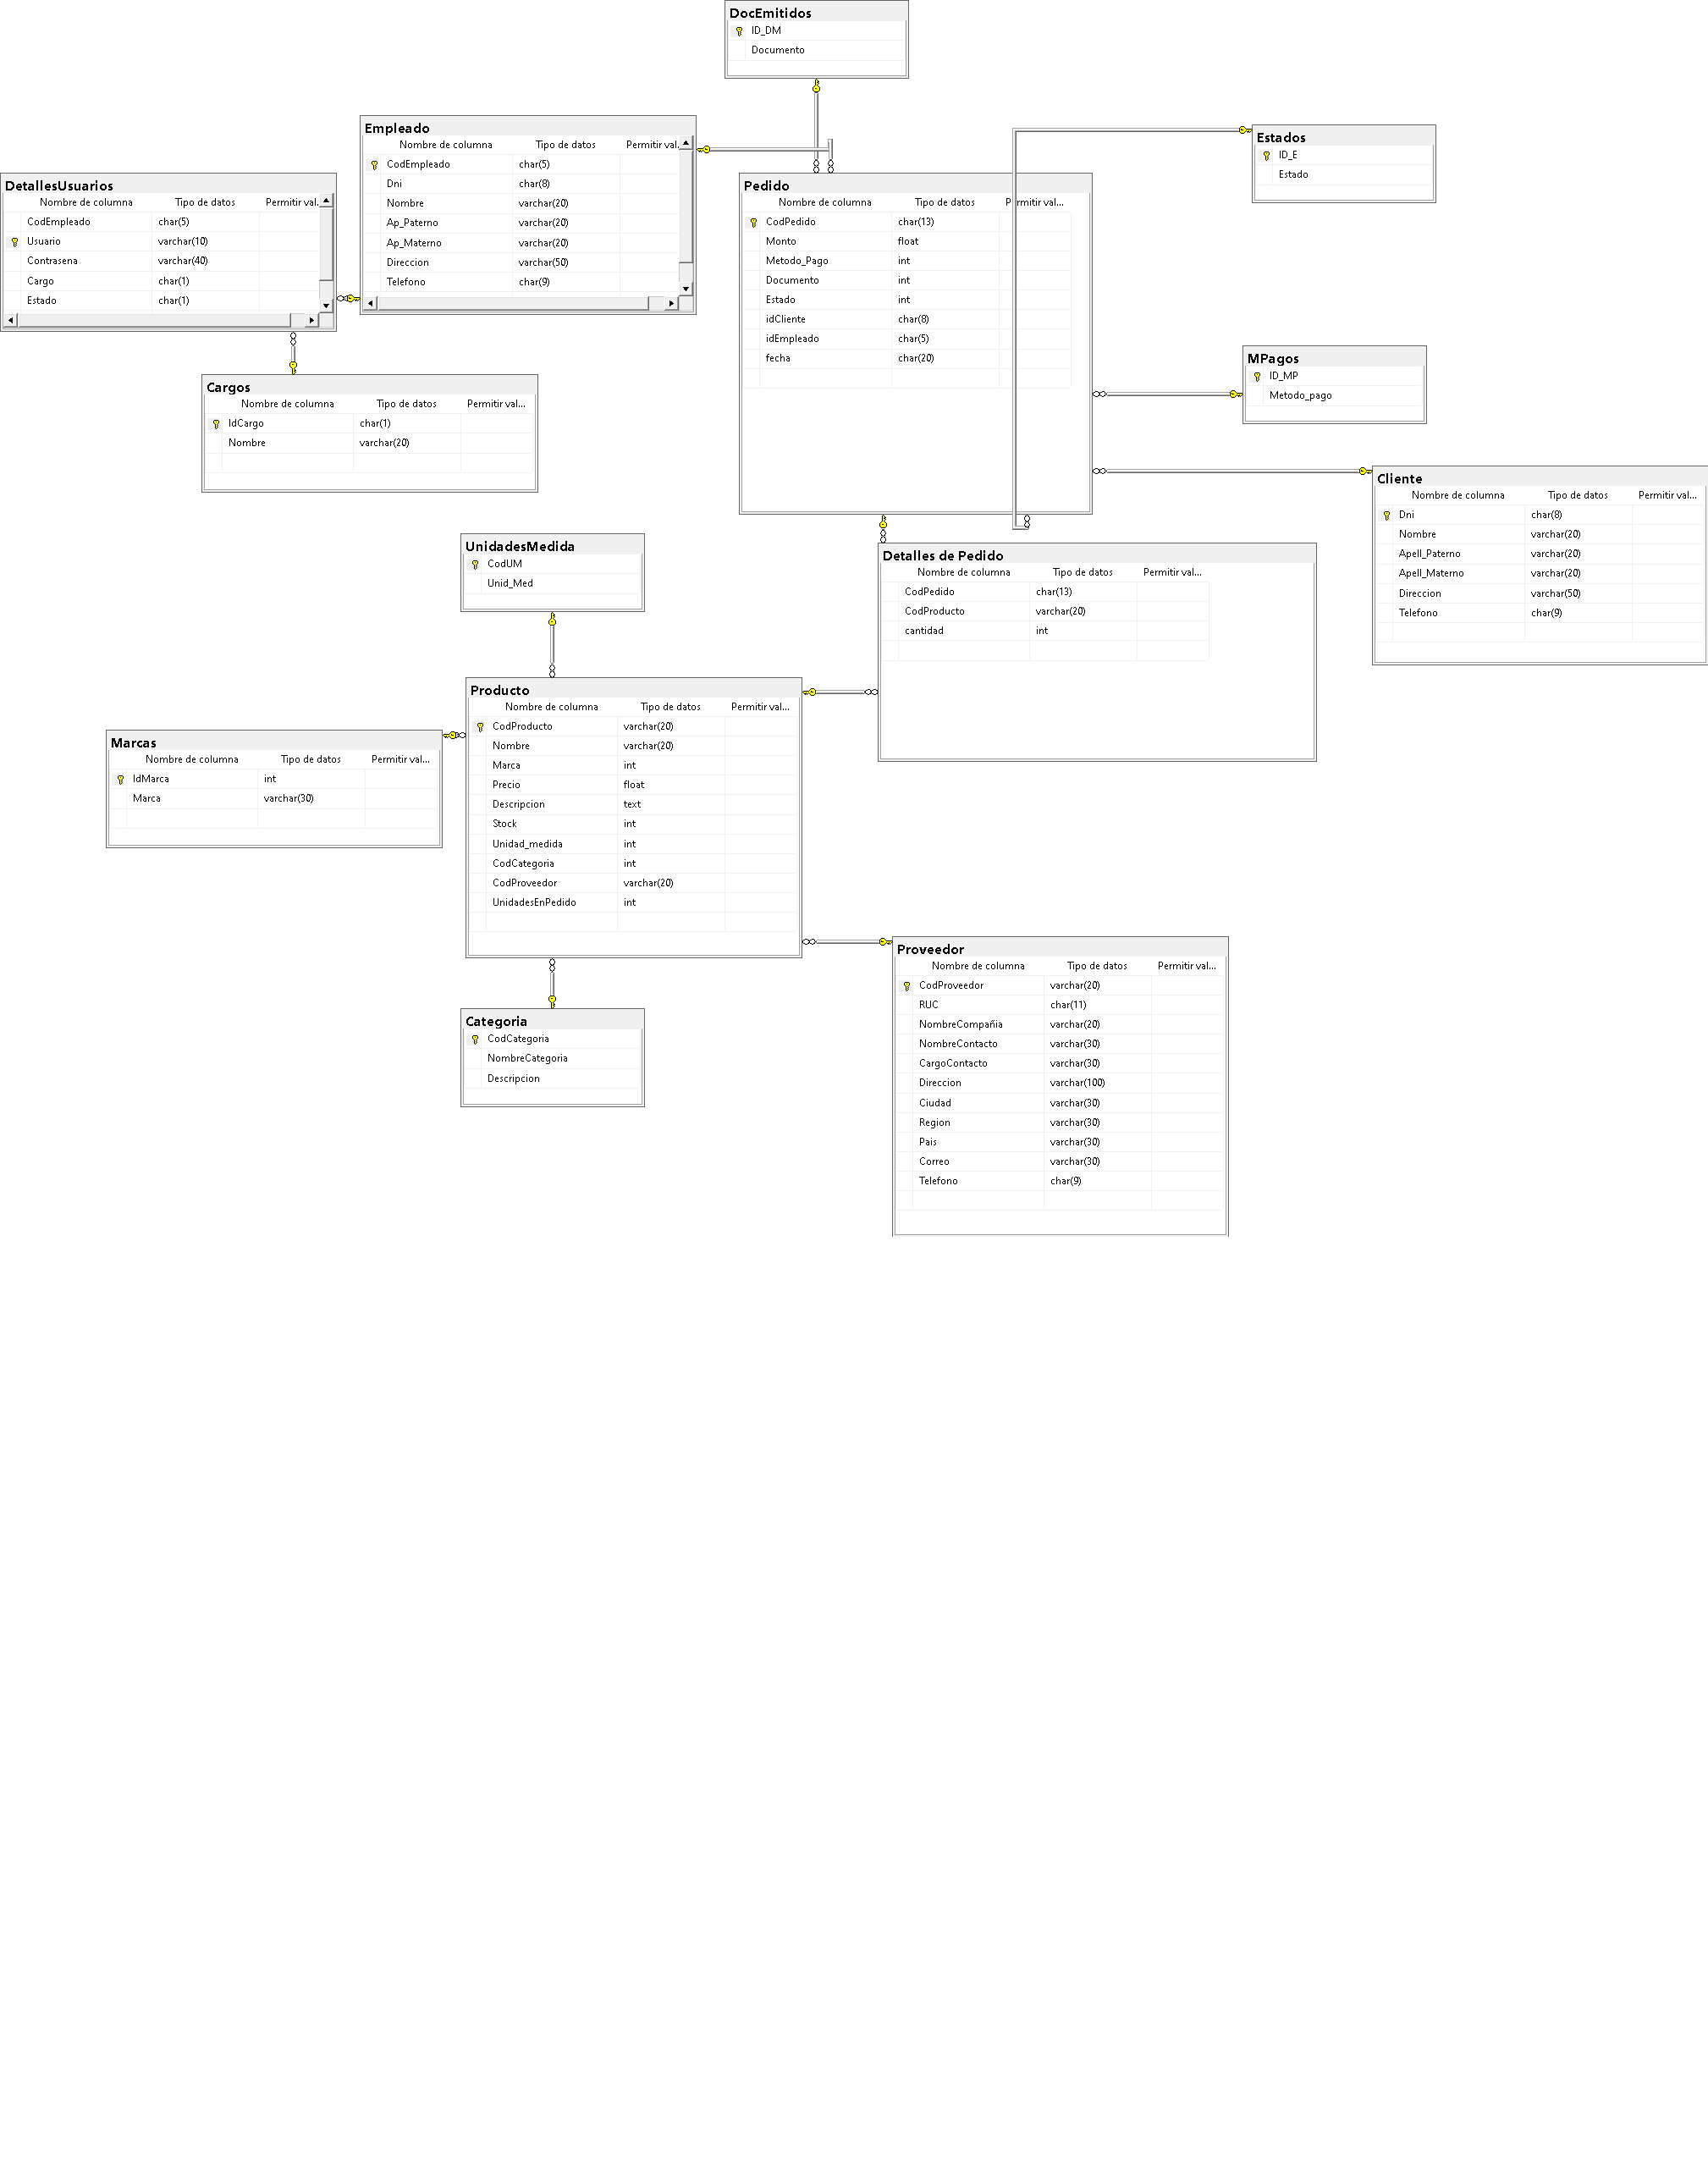 DocEmitidos
ID_DM
Documento
Empleado
Nombre de columna Tipo de datos Permitir val...
CodEmpleado char(5)
Dni char(8)
Nombre varchar(20)
Ap_Paterno varchar(20)
Ap_Materno varchar(20)
Direccion varchar(50)
Telefono char(9)
Estados
ID_E
Estado
DetallesUsuarios
Nombre de columna Tipo de datos Permitir val...
CodEmpleado char(5)
Usuario varchar(10)
Contrasena varchar(40)
Cargo char(1)
Estado char(1)
Pedido
Nombre de columna Tipo de datos Permitir val...
CodPedido char(13)
Monto float
Metodo_Pago int
Documento int
Estado int
idCliente char(8)
idEmpleado char(5)
fecha char(20)
MPagos
ID_MP
Metodo_pago
Cargos
Nombre de columna Tipo de datos Permitir val...
IdCargo char(1)
Nombre varchar(20)
Cliente
Nombre de columna Tipo de datos Permitir val...
Dni char(8)
Nombre varchar(20)
Apell_Paterno varchar(20)
Apell_Materno varchar(20)
Direccion varchar(50)
Telefono char(9)
UnidadesMedida
CodUM
Unid_Med
Detalles de Pedido
Nombre de columna Tipo de datos Permitir val...
CodPedido char(13)
CodProducto varchar(20)
cantidad int
Producto
Nombre de columna Tipo de datos Permitir val...
CodProducto varchar(20)
Nombre varchar(20)
Marca int
Precio float
Descripcion text
Stock int
Unidad_medida int
CodCategoria int
CodProveedor varchar(20)
UnidadesEnPedido int
Marcas
Nombre de columna Tipo de datos Permitir val...
IdMarca int
Marca varchar(30)
Proveedor
Nombre de columna Tipo de datos Permitir val...
CodProveedor varchar(20)
RUC char(11)
NombreCompañia varchar(20)
NombreContacto varchar(30)
CargoContacto varchar(30)
Direccion varchar(100)
Ciudad varchar(30)
Region varchar(30)
Pais varchar(30)
Correo varchar(30)
Telefono char(9)
Categoria
CodCategoria
NombreCategoria
Descripcion